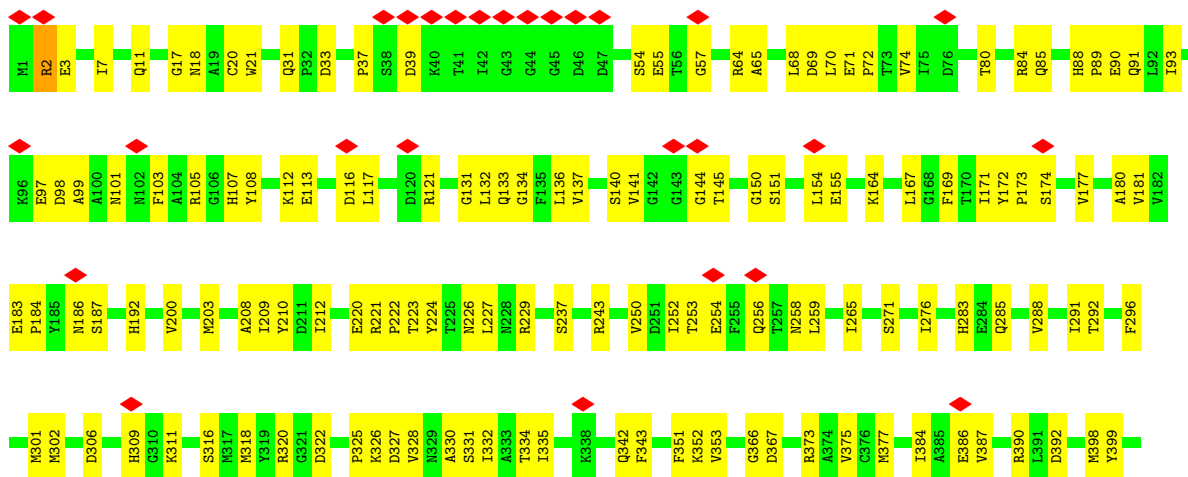 M1 R2 E3 I7 Q11 G17 N18 A19 C20 W21 Q31 P32 D33 P37 S38 D39 K40 T41 I42 G43 G44 G45 D46 D47 S54 E55 T56 G57 R64 A65 L68 D69 L70 E71 P72 T73 V74 I75 D76 T80 R84 Q85 H88 P89 E90 Q91 L92 I93
K96 E97 D98 A99 A100 N101 N102 F103 A104 R105 G106 H107 Y108 K112 E113 D116 L117 D120 R121 G131 L132 Q133 G134 F135 L136 V137 S140 V141 G142 G143 G144 T145 G150 S151 L154 E155 K164 L167 G168 F169 T170 I171 Y172 P173 S174 V177 A180 V181 V182
E183 P184 Y185 N186 S187 H192 V200 M203 A208 I209 Y210 D211 I212 E220 R221 P222 T223 Y224 T225 N226 L227 N228 R229 S237 R243 V250 D251 I252 T253 E254 F255 Q256 T257 N258 L259 I265 S271 I276 H283 E284 Q285 V288 I291 T292 F296
M301 M302 D306 H309 G310 K311 S316 M317 M318 Y319 R320 G321 D322 P325 K326 D327 V328 N329 A330 S331 I332 A333 T334 I335 K338 Q342 F343 F351 K352 V353 G366 D367 R373 A374 V375 C376 M377 I384 A385 E386 V387 R390 L391 D392 M398 Y399